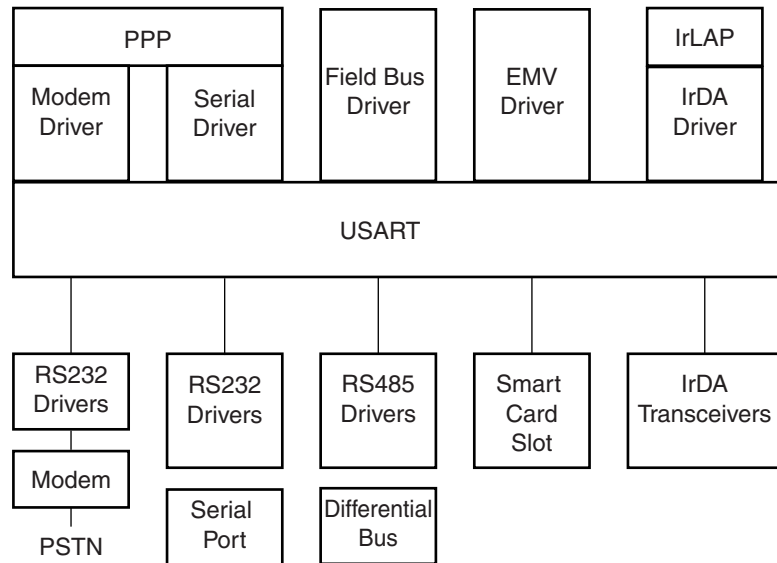 PPP
Modem
Driver
Serial
Driver
Field Bus
Driver
EMV
Driver
IrLAP
IrDA
Driver
USART
RS232
Drivers
Modem
PSTN
RS232
Drivers
Serial
Port
RS485
Drivers
Differential
Bus
Smart
Card
Slot
IrDA
Transceivers